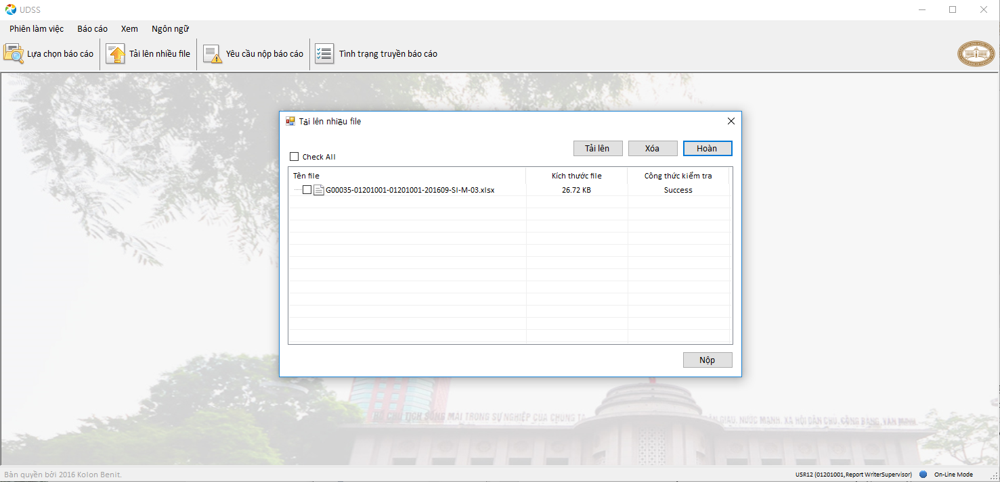 UDSS
Phiên làm việc Báo cáo Xem Ngôn ngữ
Lựa chọn báo cáo Tải lên nhiều file Yêu cầu nộp báo cáo Tình trạng truyền báo cáo
Tải lên nhiều file
Tải lên Xóa Hoàn
Check All
Tên file Kích thước file Công thức kiểm tra
G00035-01201001-01201001-201609-SI-M-03.xlsx 26.72 KB Success
Nộp
HỒ CHỦ TỊCH SỐNG MÃI TRONG SỰ NGHIỆP CỦA CHÚNG TA
GIÀU, NƯỚC MẠNH, XÃ HỘI DÂN CHỦ, CÔNG BẰNG, VĂN MINH
Bản quyền bởi 2016 Kolon Benit.
USR12 (01201001,Report WriterSupervisor) On-Line Mode